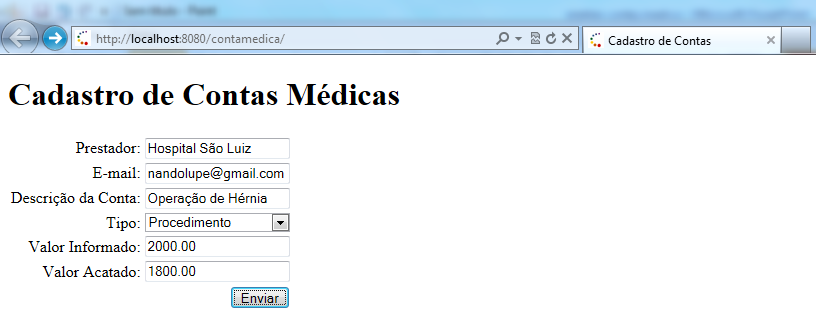 http://localhost:8080/contamedica/
Cadastro de Contas
Cadastro de Contas Médicas
Prestador: Hospital São Luiz
E-mail: nandolupe@gmail.com
Descrição da Conta: Operação de Hérnia
Tipo: Procedimento
Valor Informado: 2000.00
Valor Acatado: 1800.00
Enviar